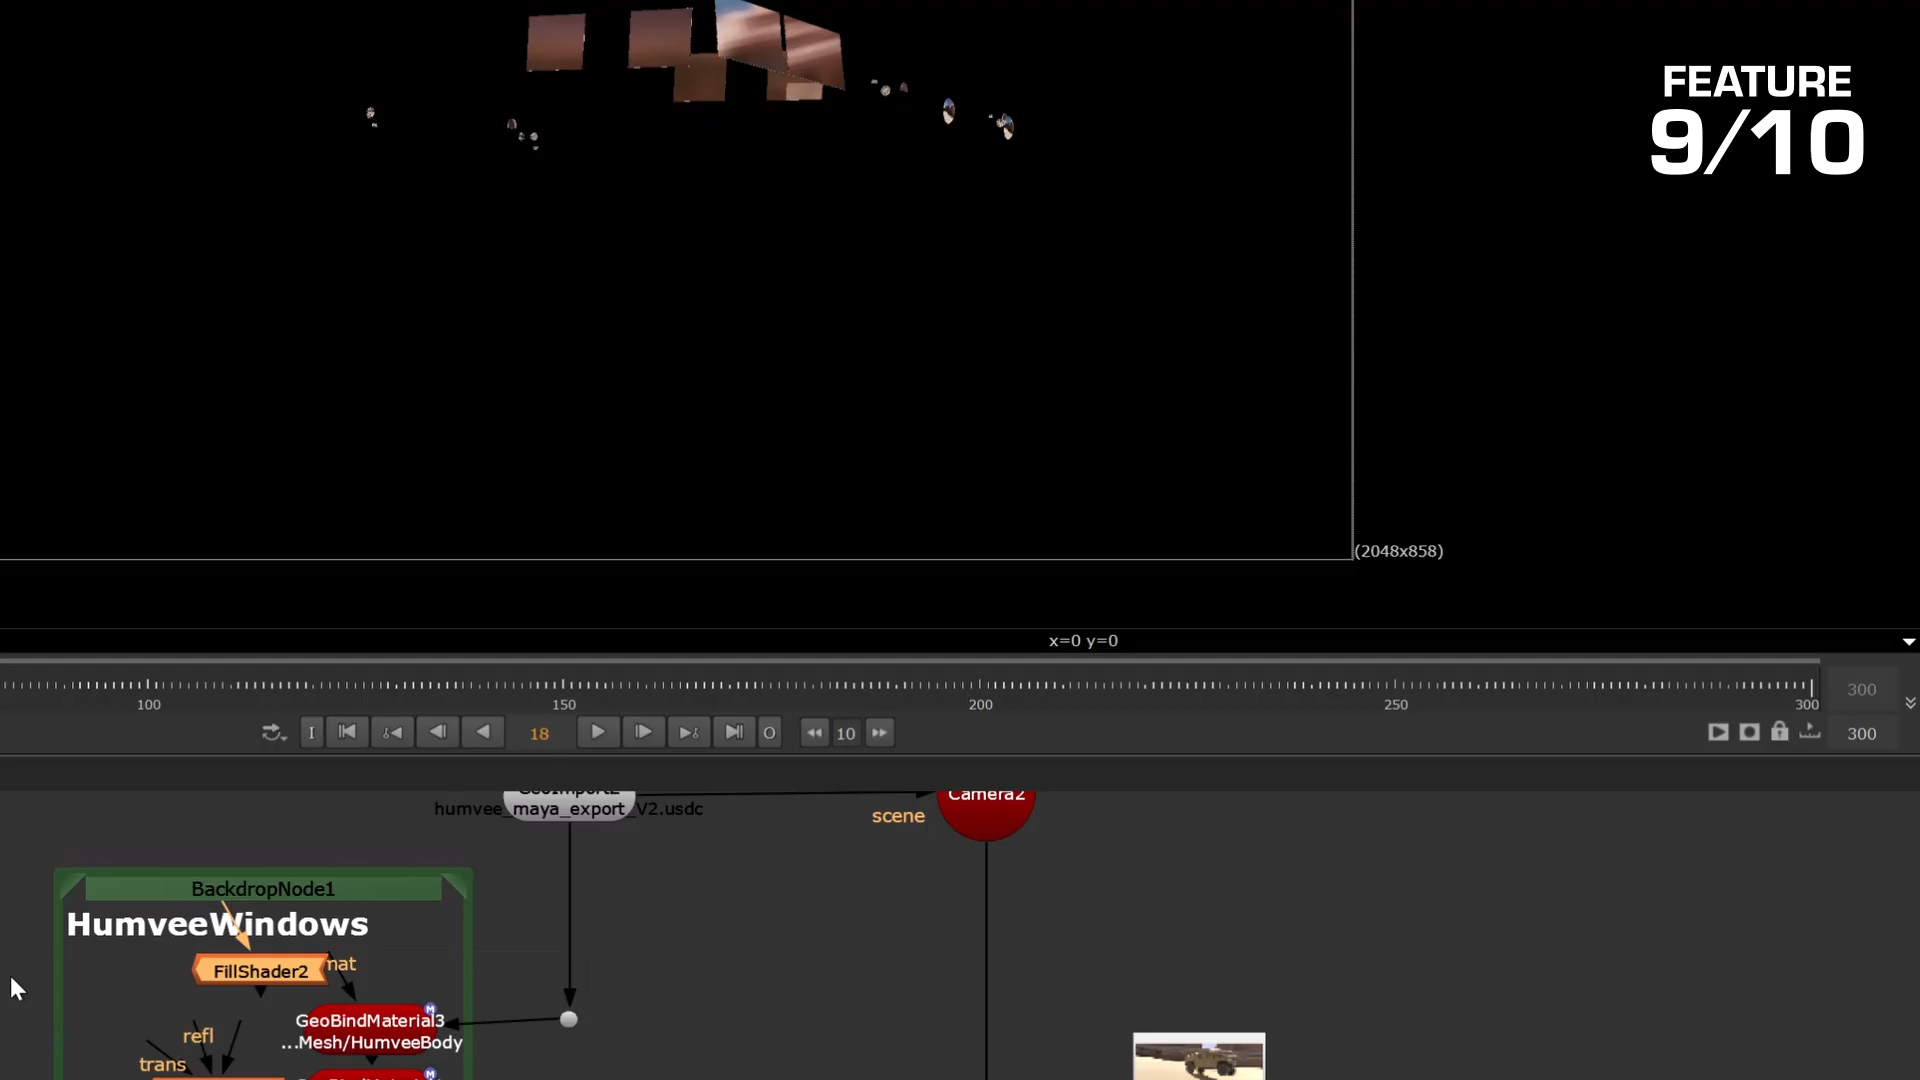 FEATURE
9/10
(2048x858)
x=0 y=0
100
150
200
250
300
300
I
18
O
10
300
GeoImport2
humvee_maya_export_V2.usdc
Camera2
scene
BackdropNode1
HumveeWindows
FillShader2
mat
GeoBindMaterial3
...Mesh/HumveeBody
M
refl
trans
M